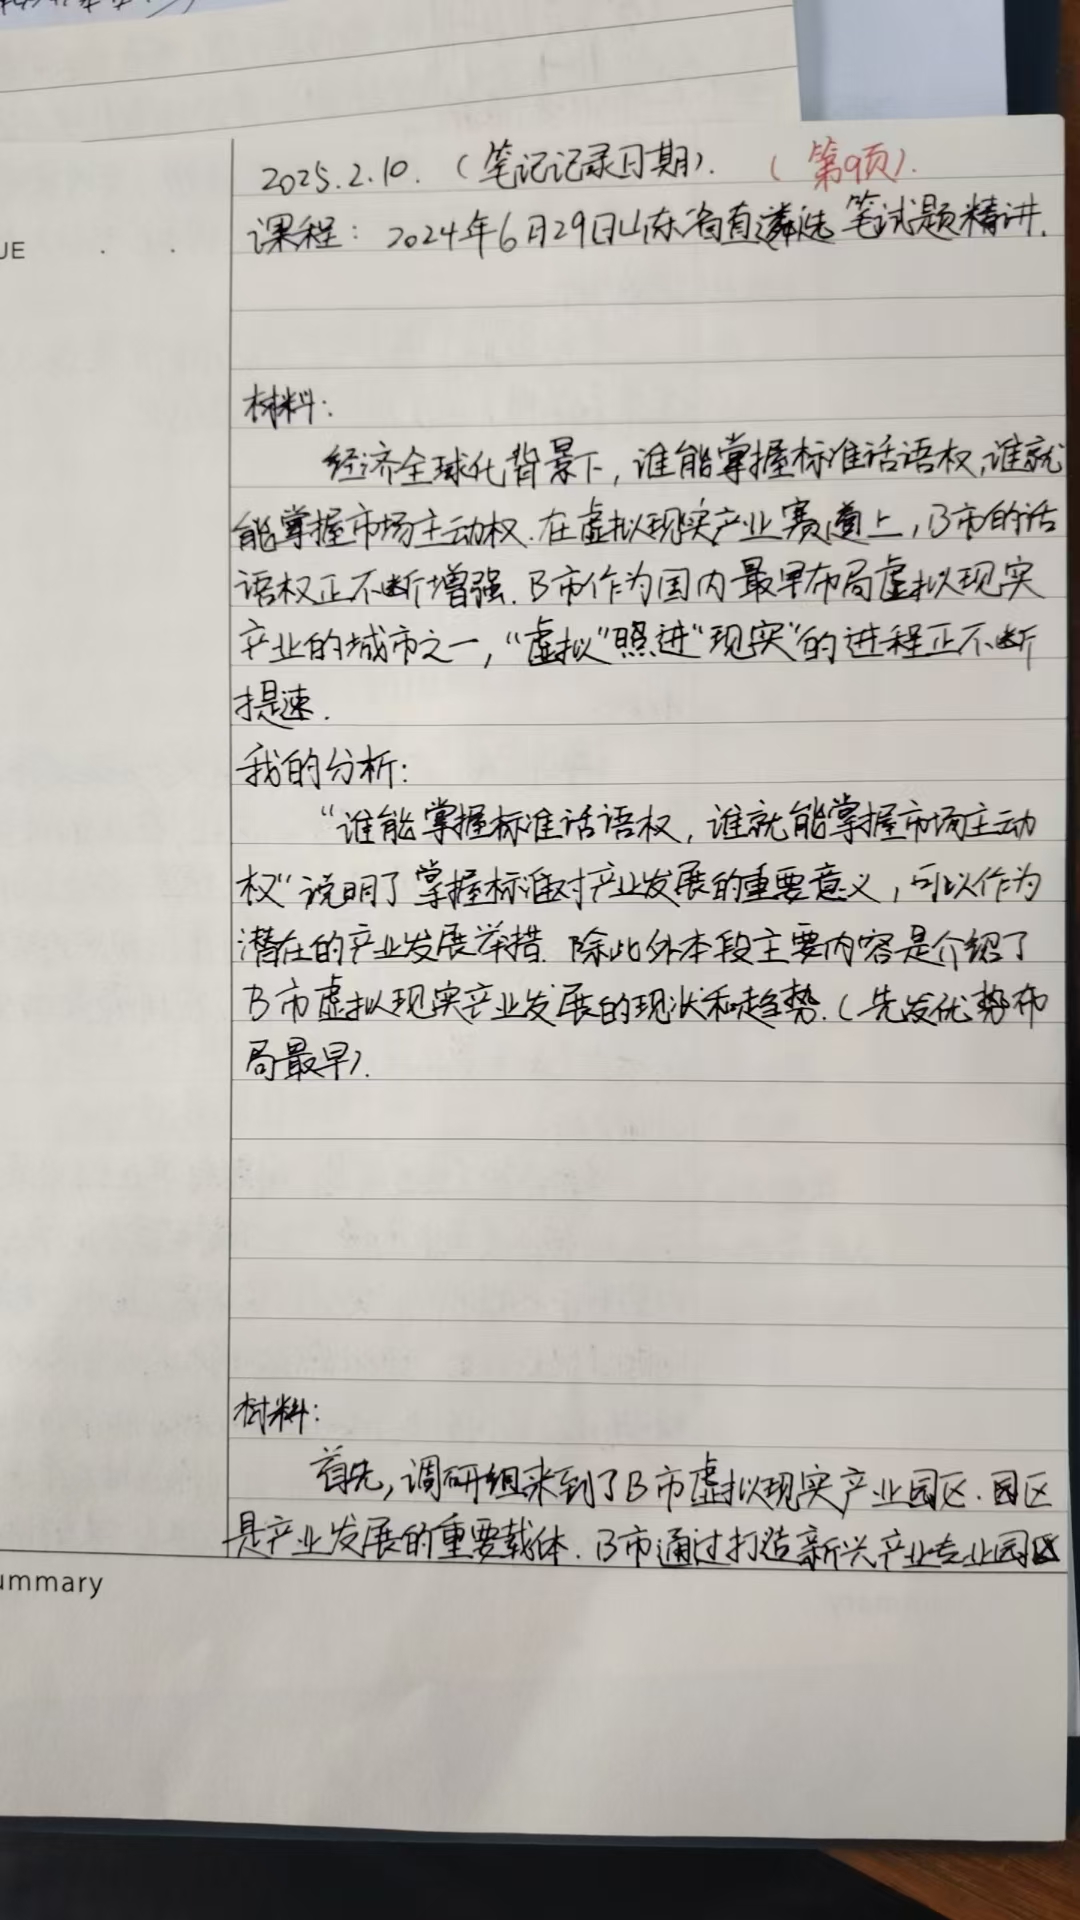 2025.2.10.（笔记记录日期）.（第9页）.
课程：2024年6月29日山东省直遴选笔试题精讲.
UE
材料：
经济全球化背景下，谁能掌握标准话语权，谁就
能掌握市场主动权.在虚拟现实产业赛道上，B市的话
语权正不断增强.B市作为国内最早布局虚拟现实
产业的城市之一，“虚拟”照进“现实”的进程正不断
提速.
我的分析：
“谁能掌握标准话语权，谁就能掌握市场主动
权”说明了掌握标准对产业发展的重要意义，可以作为
潜在的产业发展举措.除此外本段主要内容是介绍了
B市虚拟现实产业发展的现状和趋势.（先发优势布
局最早）.
材料：
首先，调研组来到了B市虚拟现实产业园区.园区
是产业发展的重要载体.B市通过打造新兴产业专业园区
ummary